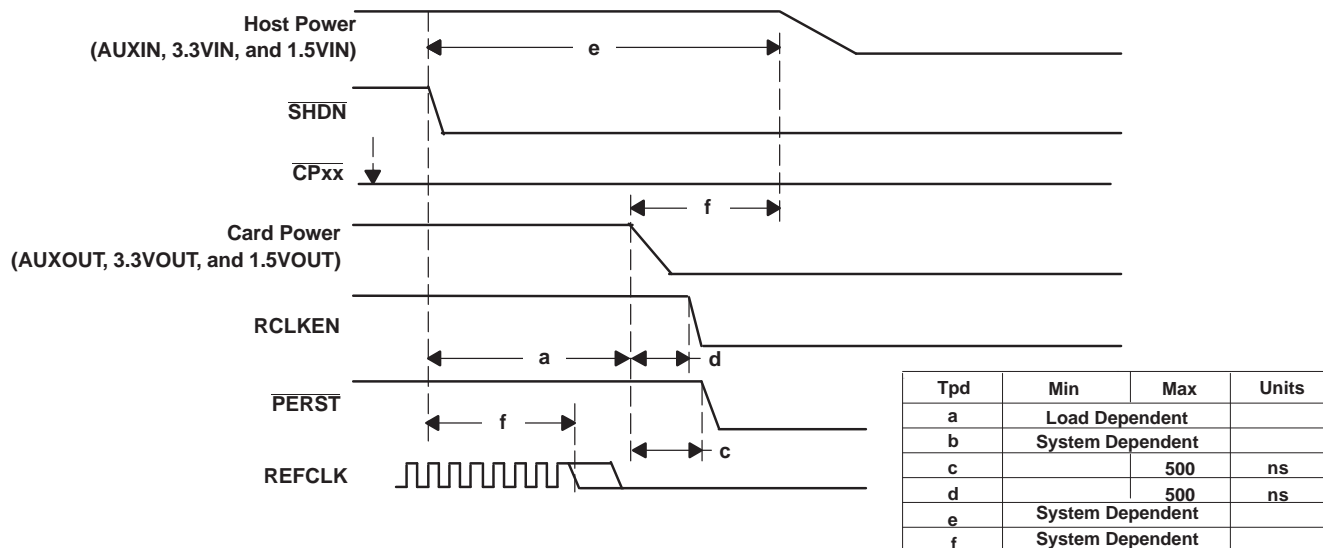 Host Power
(AUXIN, 3.3VIN, and 1.5VIN)
e
SHDN
CPxx
f
Card Power
(AUXOUT, 3.3VOUT, and 1.5VOUT)
RCLKEN
a
d
PERST
f
c
REFCLK
Tpd Min Max Units
a Load Dependent
b System Dependent
c 500 ns
d 500 ns
e System Dependent
f System Dependent